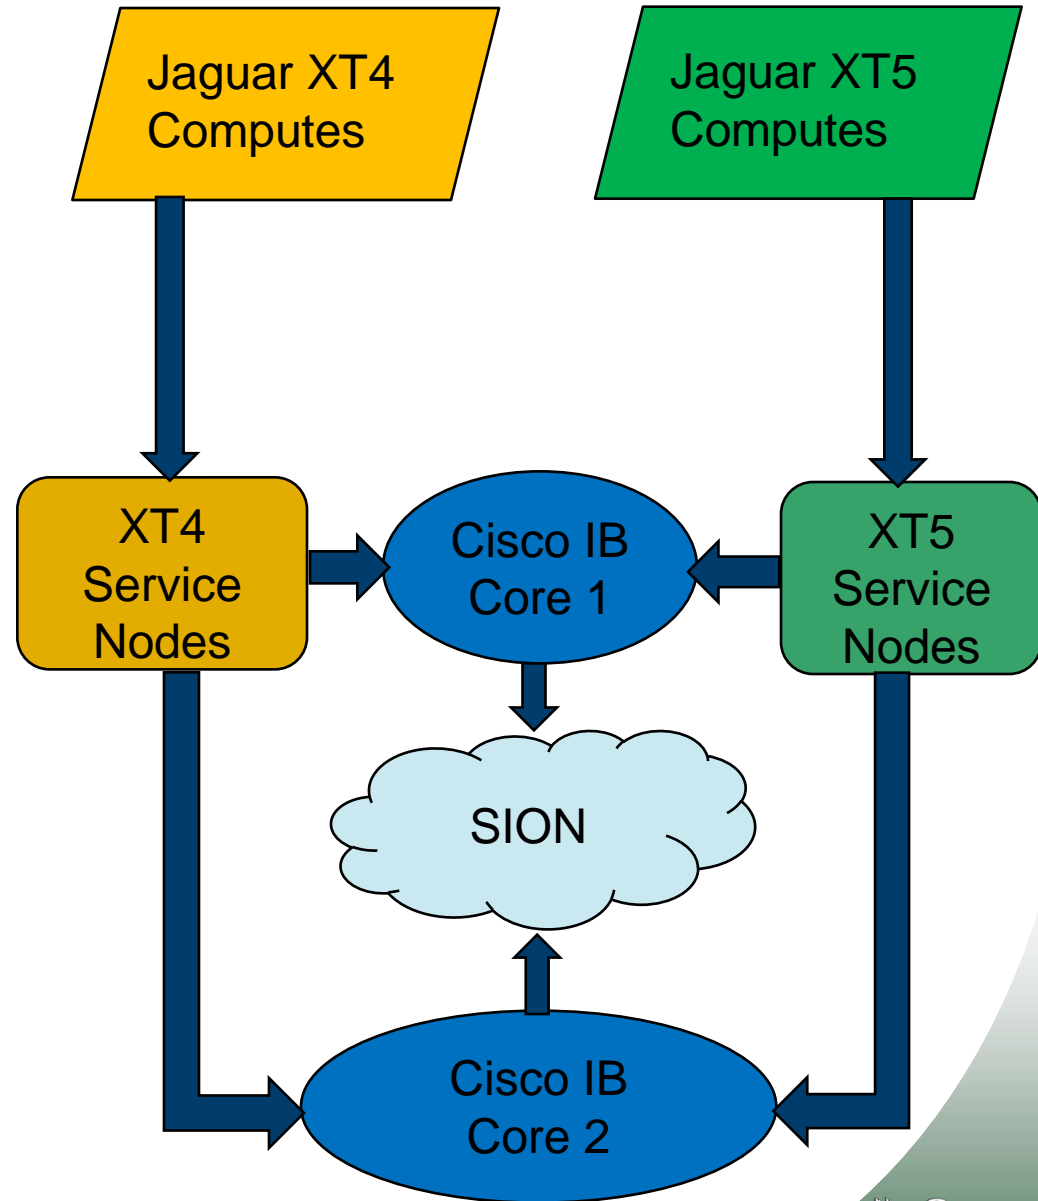 Jaguar XT4
Computes
Jaguar XT5
Computes
XT4
Service
Nodes
Cisco IB
Core 1
XT5
Service
Nodes
SION
Cisco IB
Core 2